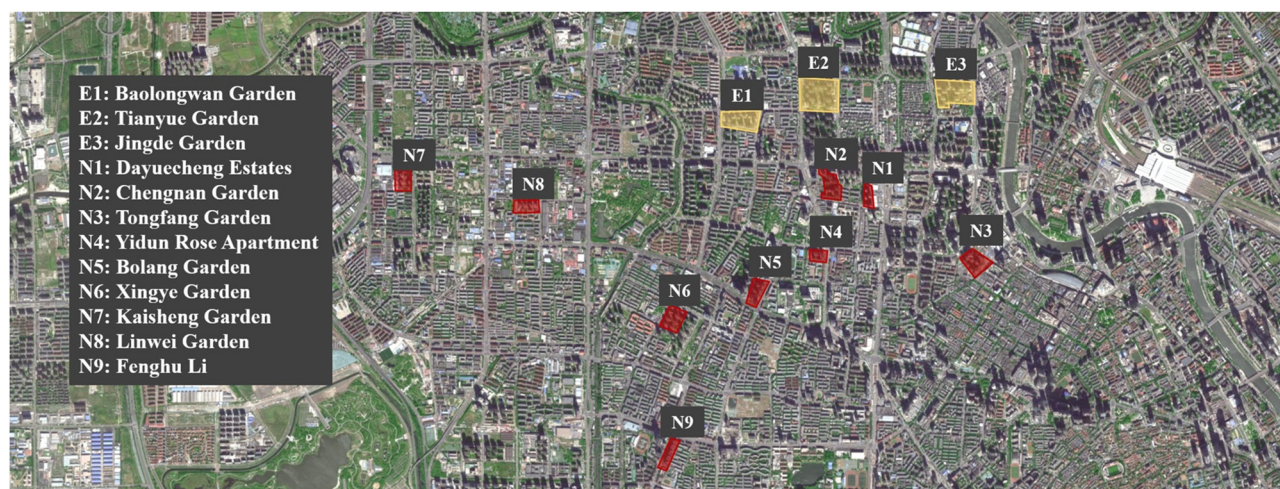 E1: Baolongwan Garden
E2: Tianyue Garden
E3: Jingde Garden
N1: Dayuecheng Estates
N2: Chengnan Garden
N3: Tongfang Garden
N4: Yidun Rose Apartment
N5: Bolang Garden
N6: Xingye Garden
N7: Kaisheng Garden
N8: Linwei Garden
N9: Fenghu Li
E2
E3
E1
N7
N2
N1
N8
N4
N3
N5
N6
N9